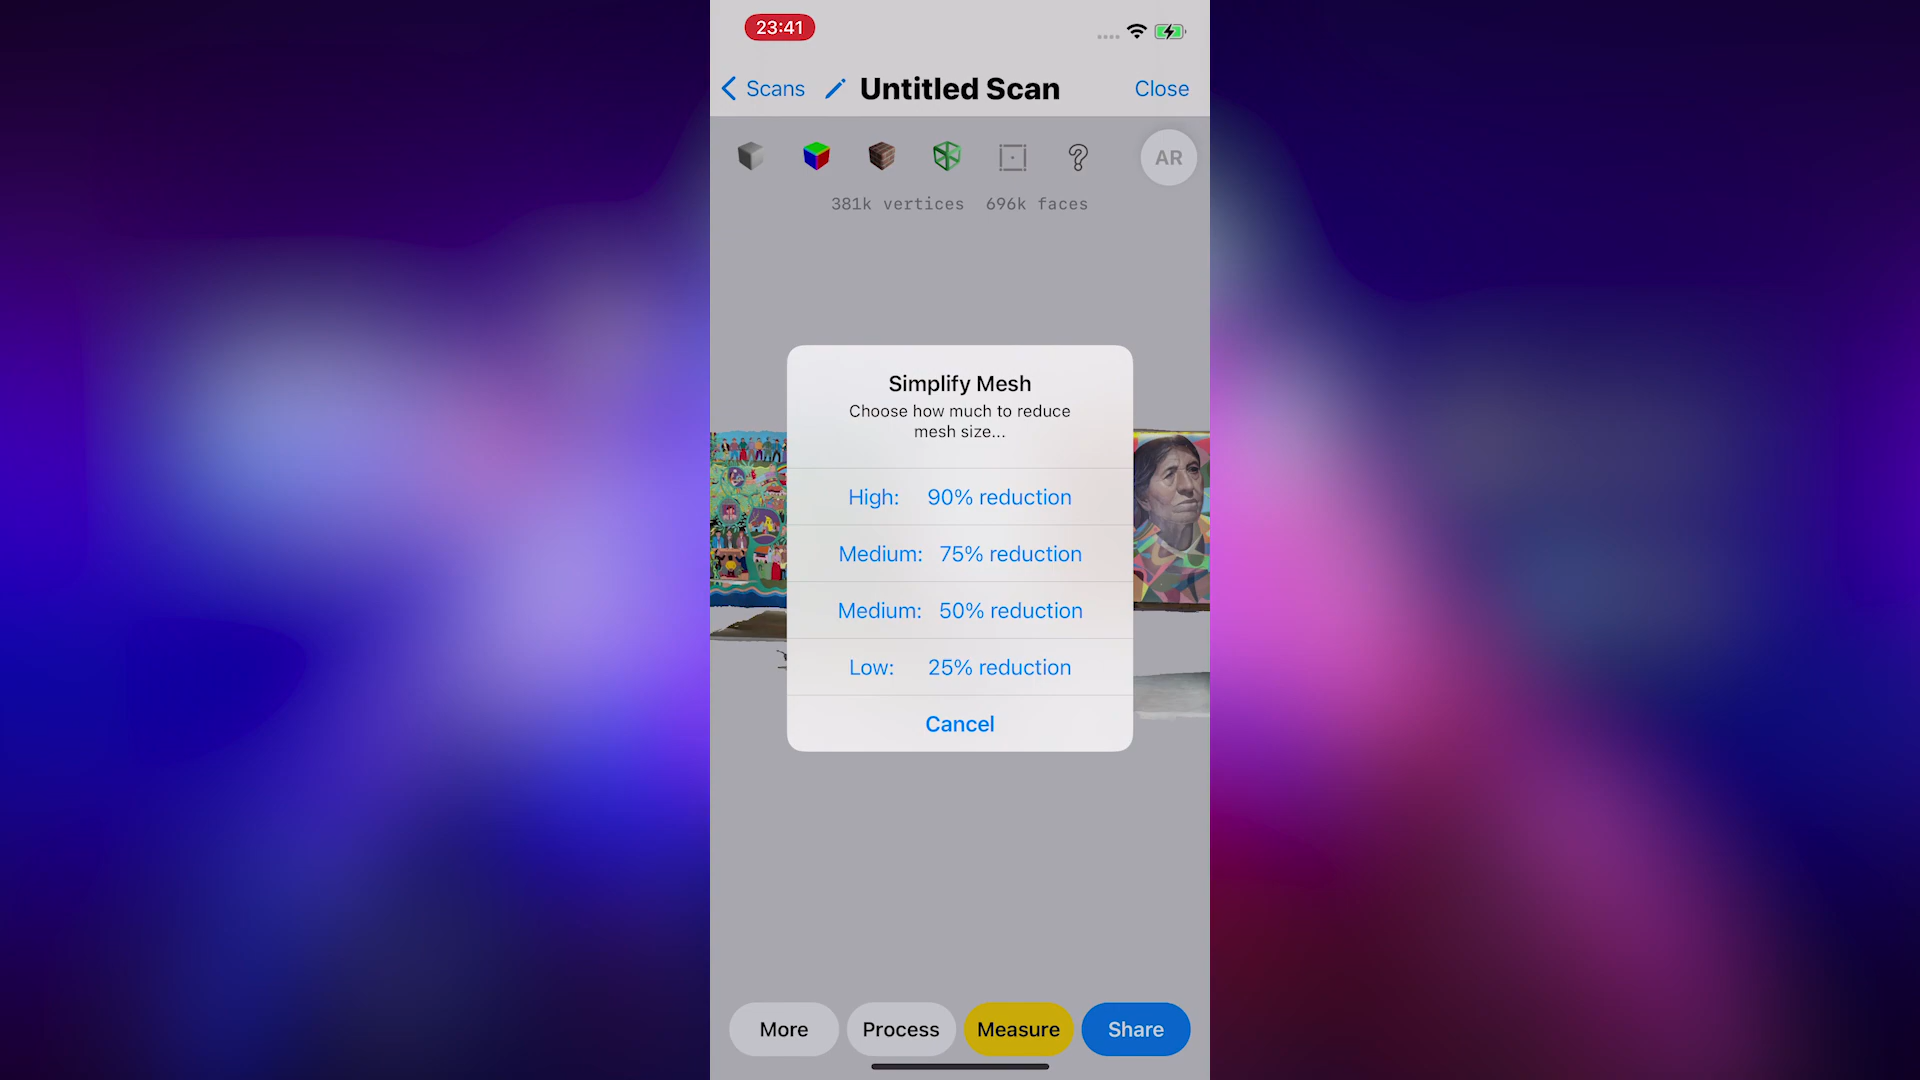 23:41
Scans
Untitled Scan
Close
AR
381k vertices 696k faces
Simplify Mesh
Choose how much to reduce
mesh size...
High: 90% reduction
Medium: 75% reduction
Medium: 50% reduction
Low: 25% reduction
Cancel
More
Process
Measure
Share